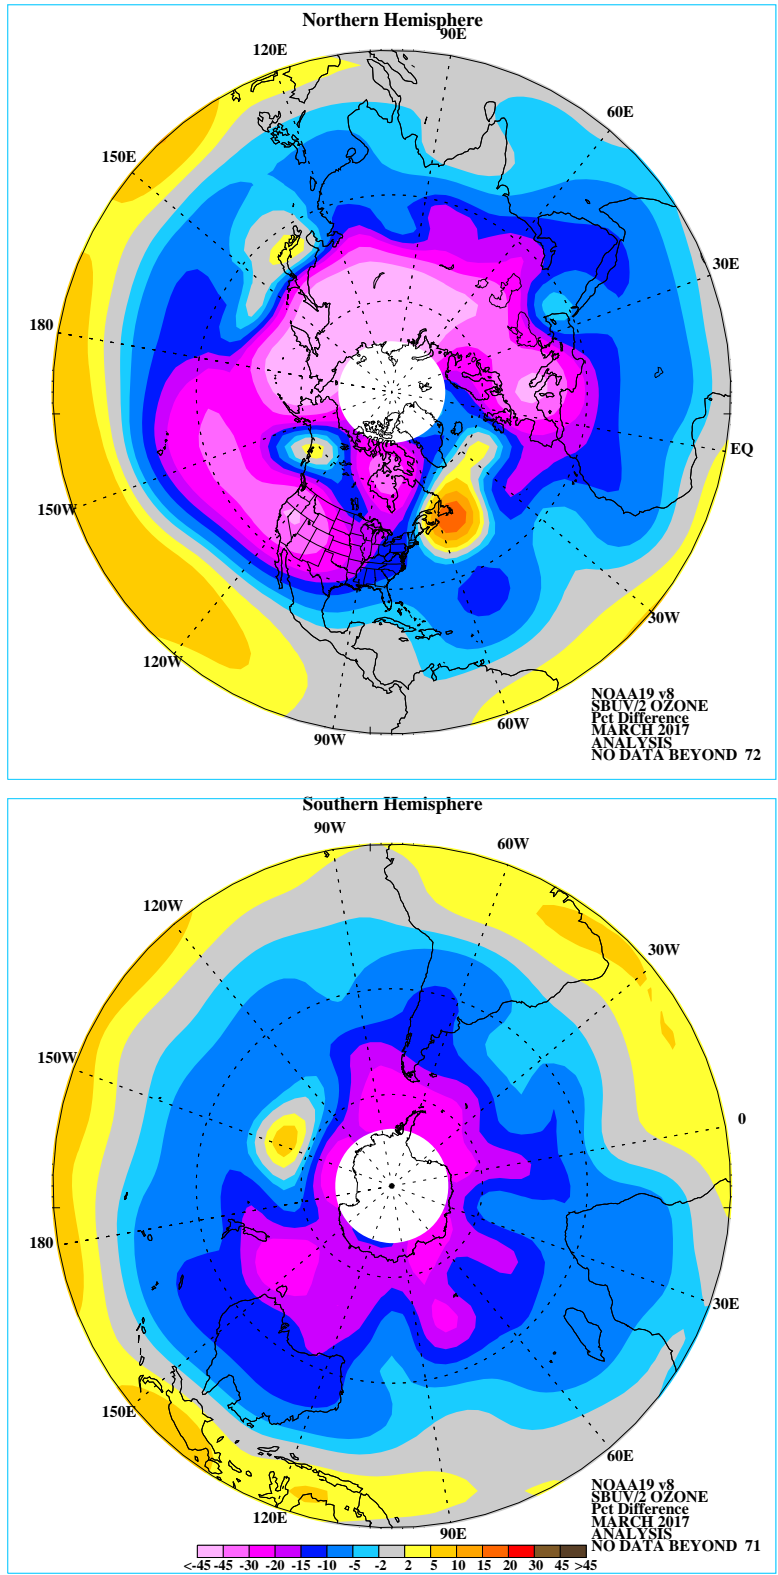 Northern Hemisphere
90E
120E
60E
150E
30E
180
EQ
150W
30W
120W
60W
90W
NOAA19 v8
SBUV/2 OZONE
Pct Difference
MARCH 2017
ANALYSIS
NO DATA BEYOND 72
Southern Hemisphere
90W
60W
120W
30W
150W
0
180
30E
150E
60E
120E
90E
NOAA19 v8
SBUV/2 OZONE
Pct Difference
MARCH 2017
ANALYSIS
NO DATA BEYOND 71
<-45 -45 -30 -20 -15 -10 -5 -2 2 5 10 15 20 30 45 >45